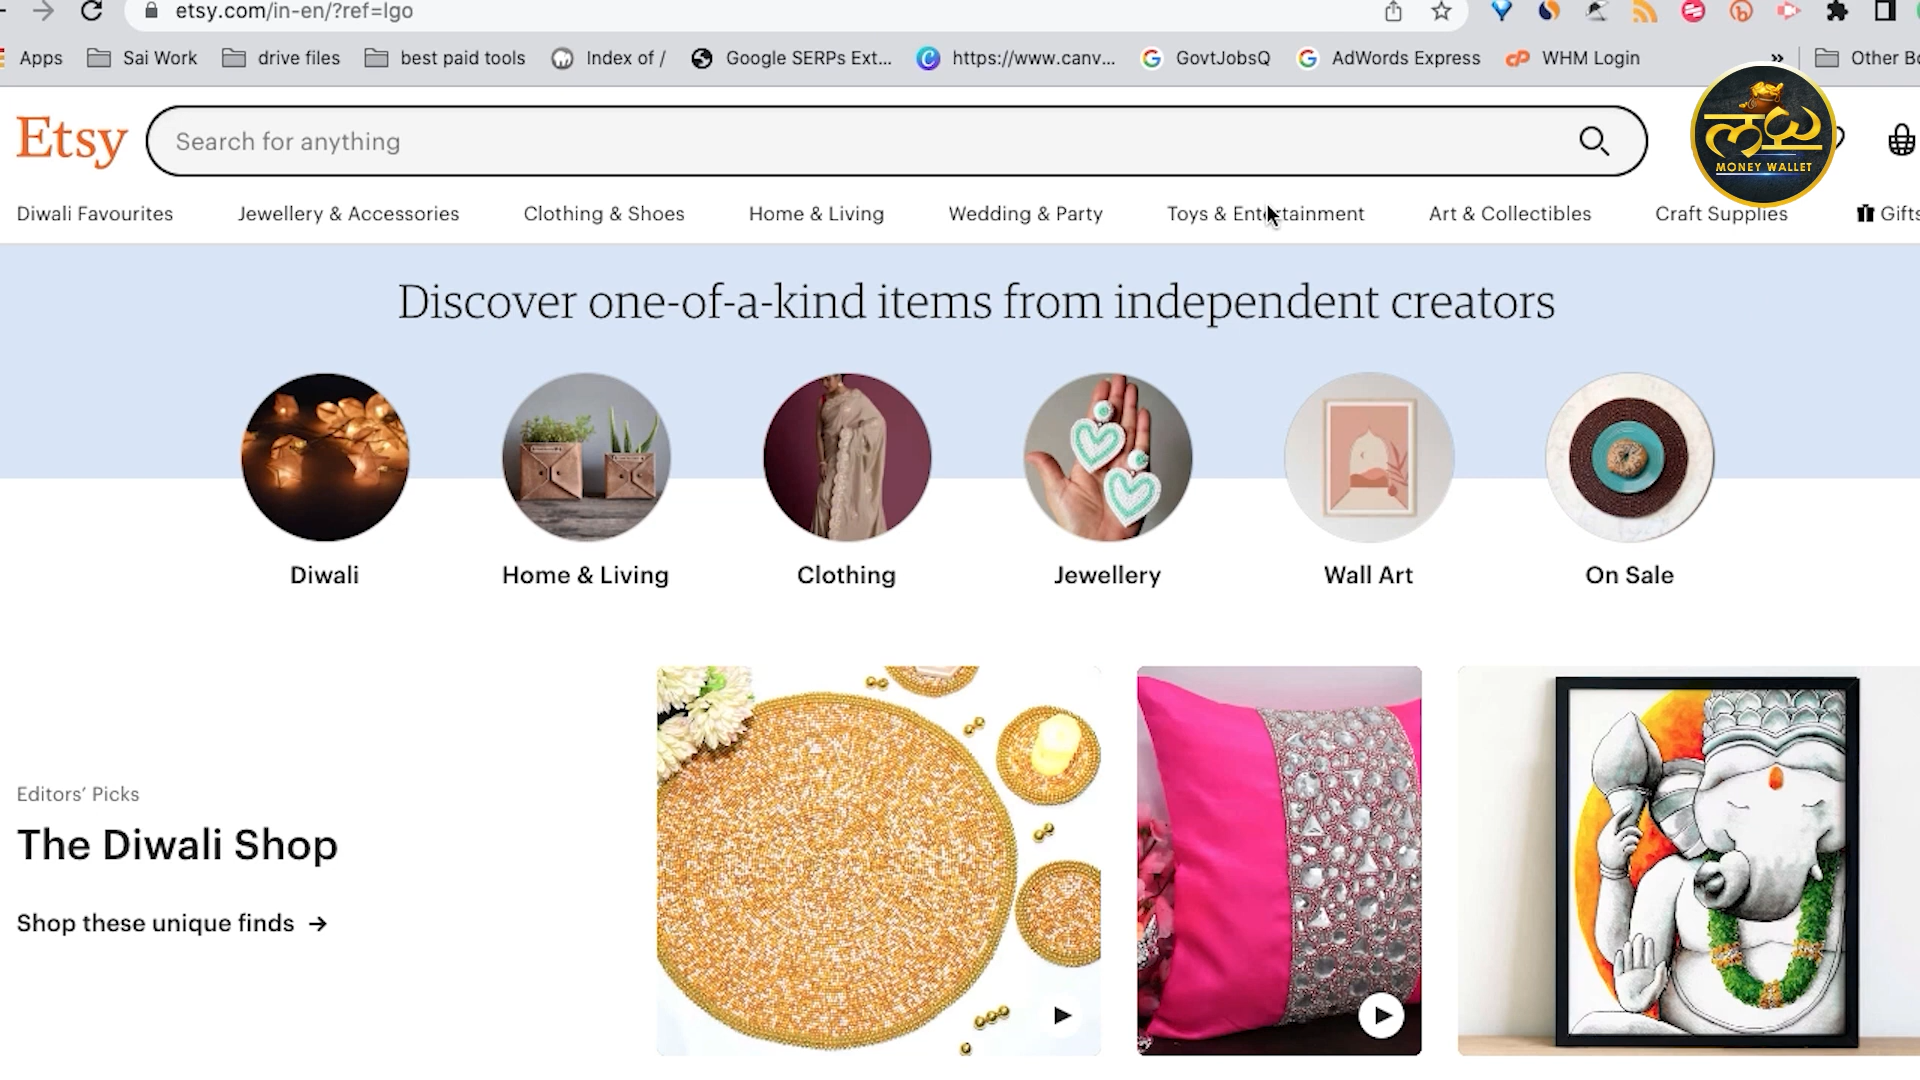 etsy.com/in-en/?ref=lgo
Apps Sai Work drive files best paid tools Index of / Google SERPs Ext... https://www.canv... GovtJobsQ AdWords Express WHM Login » Other Bo
Etsy
Search for anything
MONEY WALLET
Diwali Favourites Jewellery & Accessories Clothing & Shoes Home & Living Wedding & Party Toys & Entertainment Art & Collectibles Craft Supplies Gifts
Discover one-of-a-kind items from independent creators
Diwali Home & Living Clothing Jewellery Wall Art On Sale
Editors' Picks
The Diwali Shop
Shop these unique finds →